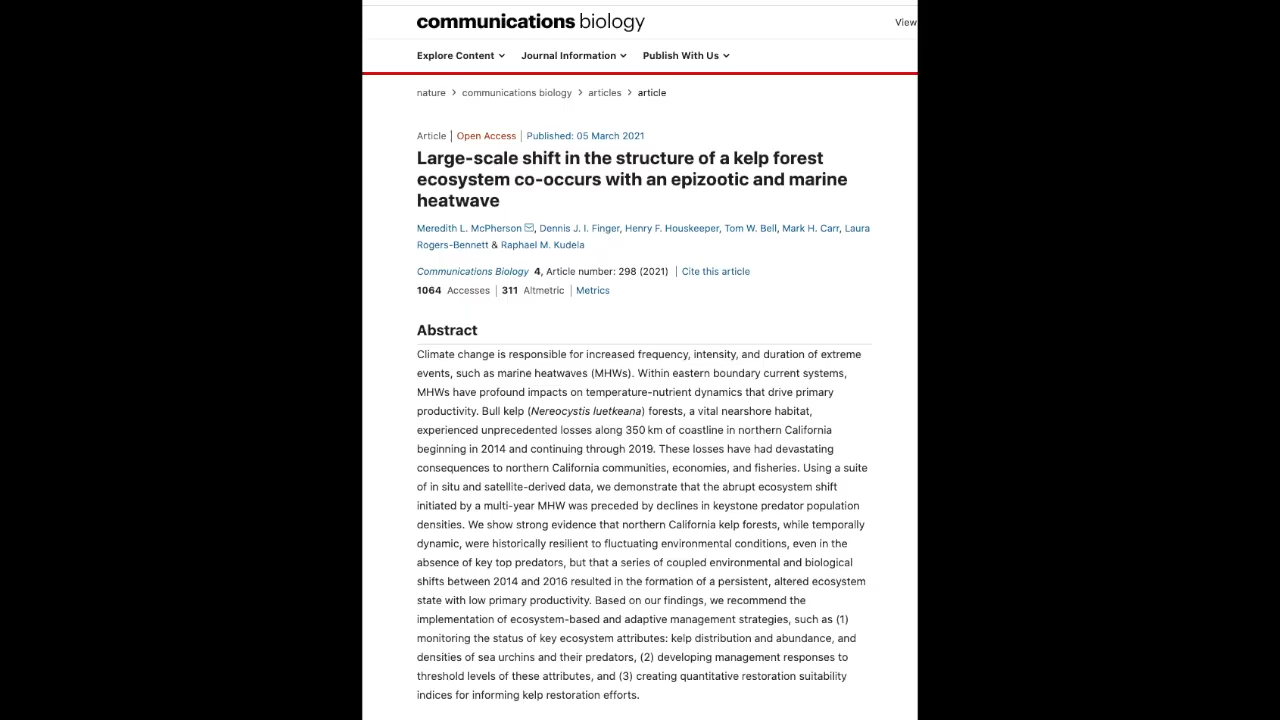 communications biology
View
Explore Content Journal Information Publish With Us
nature > communications biology > articles > article
Article | Open Access | Published: 05 March 2021
Large-scale shift in the structure of a kelp forest
ecosystem co-occurs with an epizootic and marine
heatwave
Meredith L. McPherson, Dennis J. I. Finger, Henry F. Houskeeper, Tom W. Bell, Mark H. Carr, Laura
Rogers-Bennett & Raphael M. Kudela
Communications Biology 4, Article number: 298 (2021) | Cite this article
1064 Accesses | 311 Altmetric | Metrics
Abstract
Climate change is responsible for increased frequency, intensity, and duration of extreme
events, such as marine heatwaves (MHWs). Within eastern boundary current systems,
MHWs have profound impacts on temperature-nutrient dynamics that drive primary
productivity. Bull kelp (Nereocystis luetkeana) forests, a vital nearshore habitat,
experienced unprecedented losses along 350 km of coastline in northern California
beginning in 2014 and continuing through 2019. These losses have had devastating
consequences to northern California communities, economies, and fisheries. Using a suite
of in situ and satellite-derived data, we demonstrate that the abrupt ecosystem shift
initiated by a multi-year MHW was preceded by declines in keystone predator population
densities. We show strong evidence that northern California kelp forests, while temporally
dynamic, were historically resilient to fluctuating environmental conditions, even in the
absence of key top predators, but that a series of coupled environmental and biological
shifts between 2014 and 2016 resulted in the formation of a persistent, altered ecosystem
state with low primary productivity. Based on our findings, we recommend the
implementation of ecosystem-based and adaptive management strategies, such as (1)
monitoring the status of key ecosystem attributes: kelp distribution and abundance, and
densities of sea urchins and their predators, (2) developing management responses to
threshold levels of these attributes, and (3) creating quantitative restoration suitability
indices for informing kelp restoration efforts.